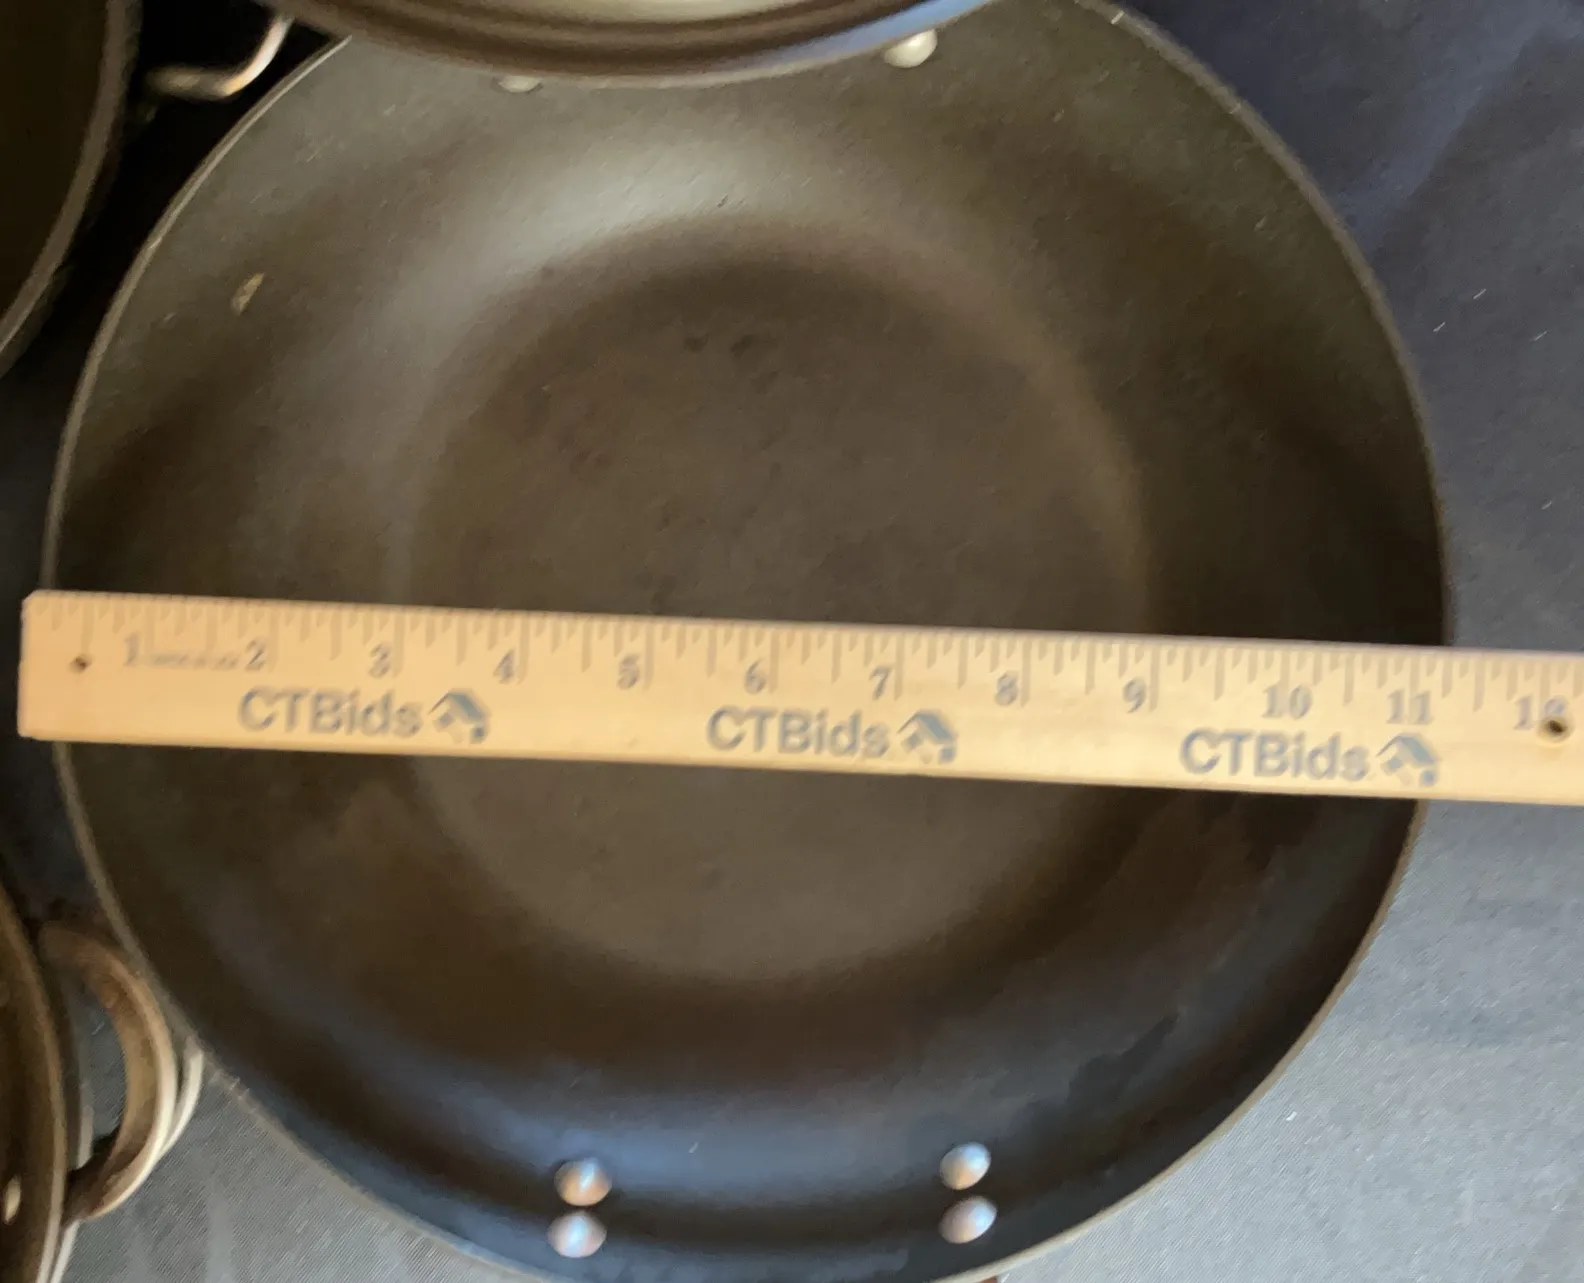 1 2 3 4 5 6 7 8 9 10 11 12
CTBids CTBids CTBids